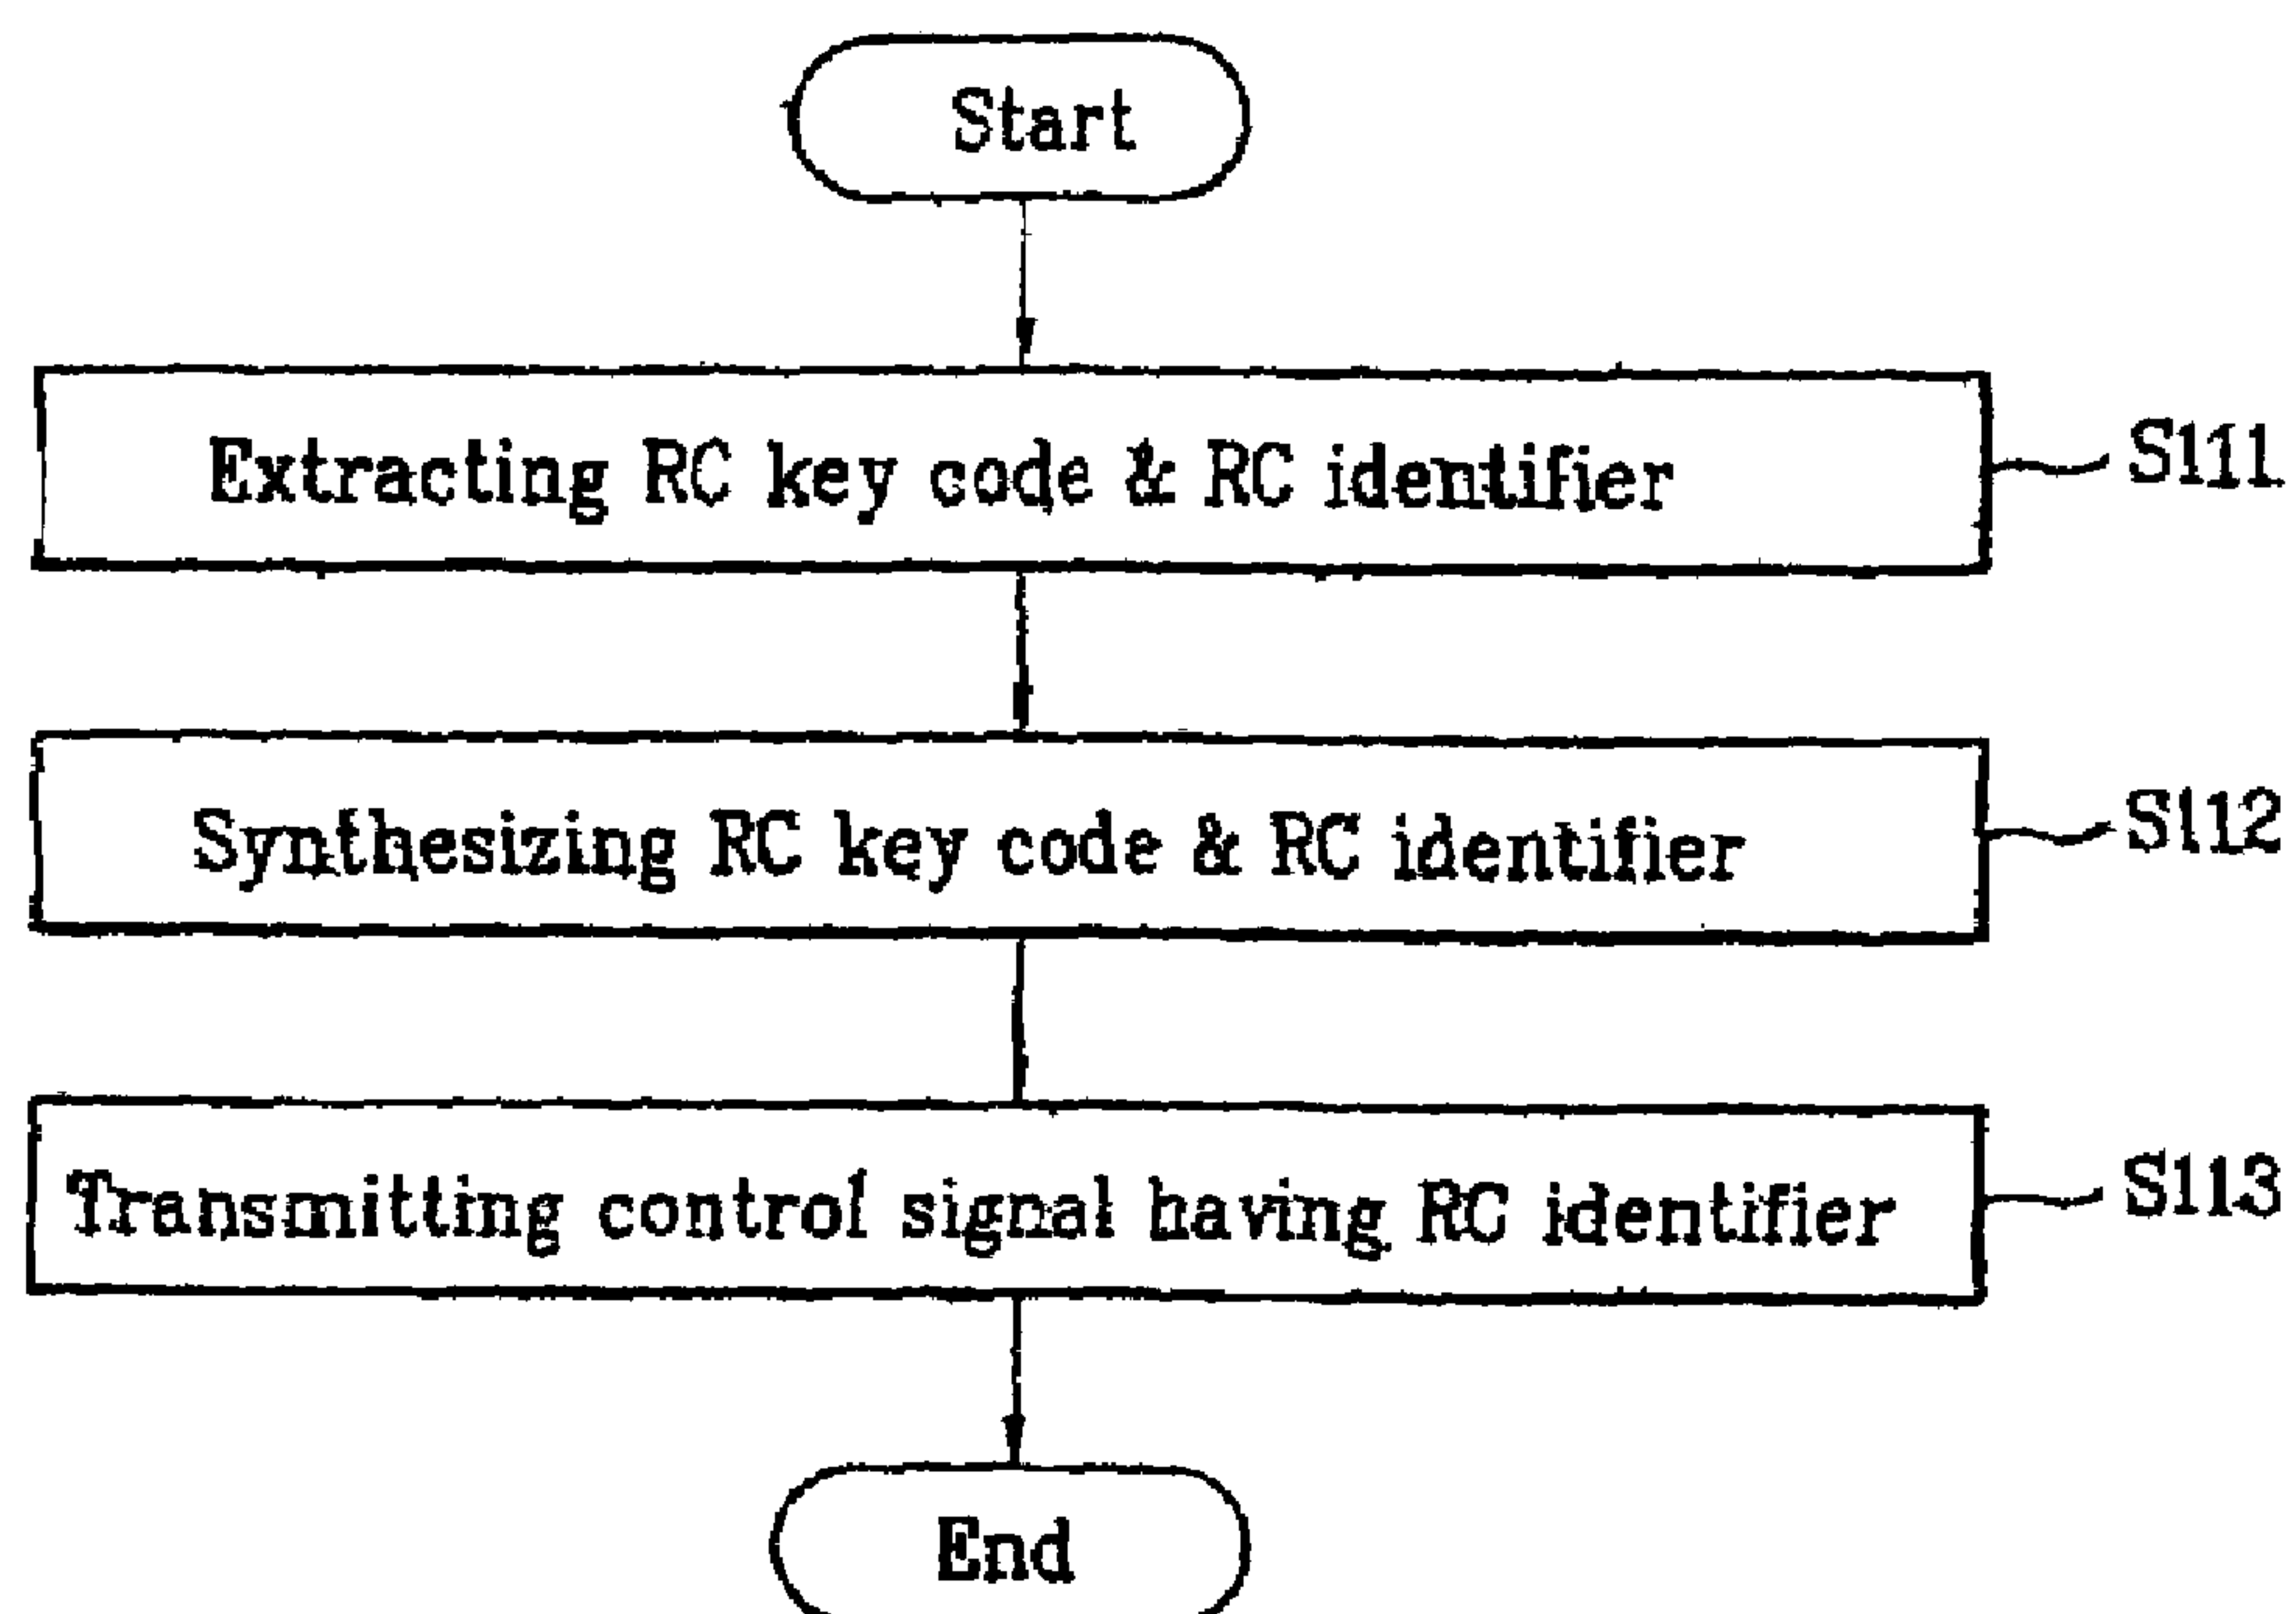 Start
Extracting RC key code & RC identifier
S111
Synthesizing RC key code & RC identifier
S112
Transmitting control signal having RC identifier
S113
End